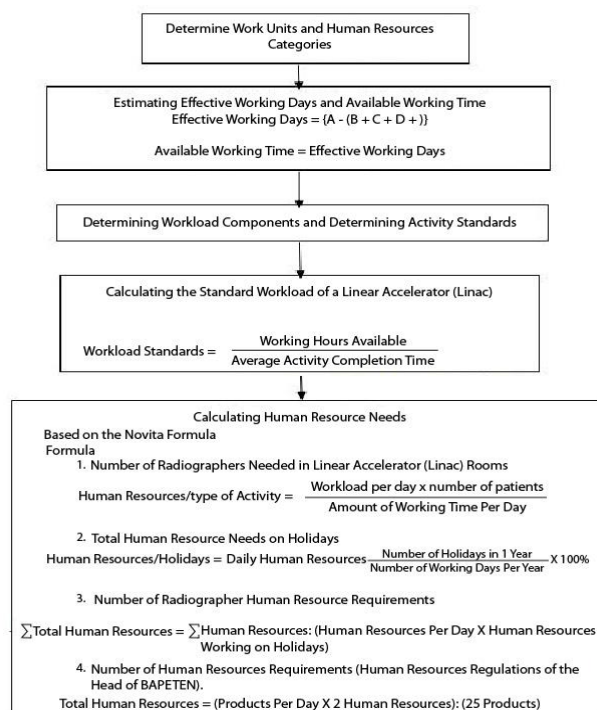 Determine Work Units and Human Resources
Categories
Estimating Effective Working Days and Available Working Time
Effective Working Days = {A - (B + C + D + )}
Available Working Time = Effective Working Days
Determining Workload Components and Determining Activity Standards
Calculating the Standard Workload of a Linear Accelerator (Linac)
Workload Standards = Working Hours Available
Average Activity Completion Time
Calculating Human Resource Needs
Based on the Novita Formula
Formula
1. Number of Radiographers Needed in Linear Accelerator (Linac) Rooms
Human Resources/type of Activity = Workload per day x number of patients
Amount of Working Time Per Day
2. Total Human Resource Needs on Holidays
Human Resources/Holidays = Daily Human Resources Number of Holidays in 1 Year X 100%
Number of Working Days Per Year
3. Number of Radiographer Human Resource Requirements
∑Total Human Resources = ∑Human Resources: (Human Resources Per Day X Human Resources
Working on Holidays)
4. Number of Human Resources Requirements (Human Resources Regulations of the
Head of BAPETEN).
Total Human Resources = (Products Per Day X 2 Human Resources): (25 Products)